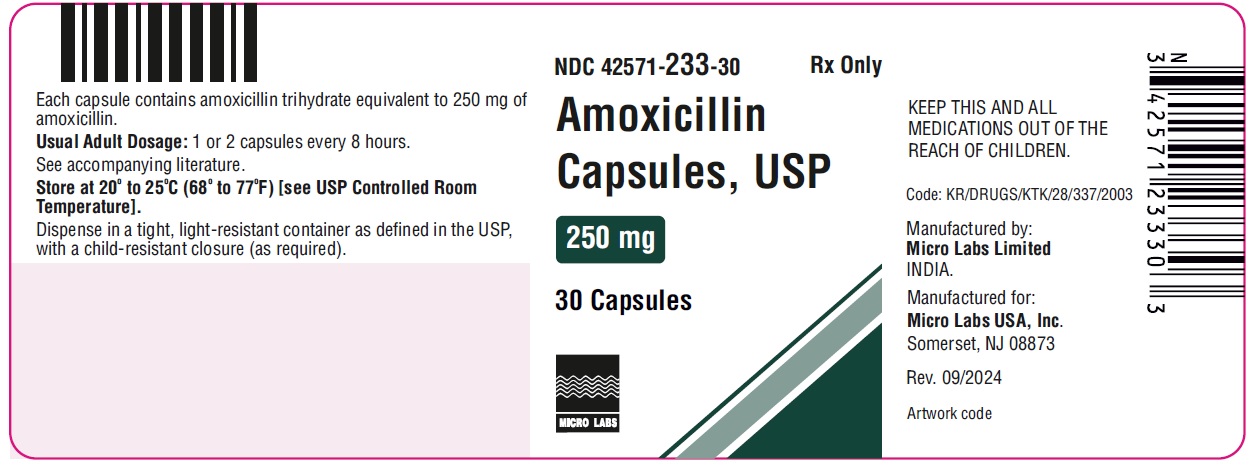 Each capsule contains amoxicillin trihydrate equivalent to 250 mg of
amoxicillin.
Usual Adult Dosage: 1 or 2 capsules every 8 hours.
See accompanying literature.
Store at 20° to 25°C (68° to 77°F) [see USP Controlled Room
Temperature].
Dispense in a tight, light-resistant container as defined in the USP,
with a child-resistant closure (as required).
NDC 42571-233-30
Rx Only
Amoxicillin
Capsules, USP
250 mg
30 Capsules
MICRO LABS
KEEP THIS AND ALL
MEDICATIONS OUT OF THE
REACH OF CHILDREN.
Code: KR/DRUGS/KTK/28/337/2003
Manufactured by:
Micro Labs Limited
INDIA.
Manufactured for:
Micro Labs USA, Inc.
Somerset, NJ 08873
Rev. 09/2024
Artwork code
N
3 42571 23330 3